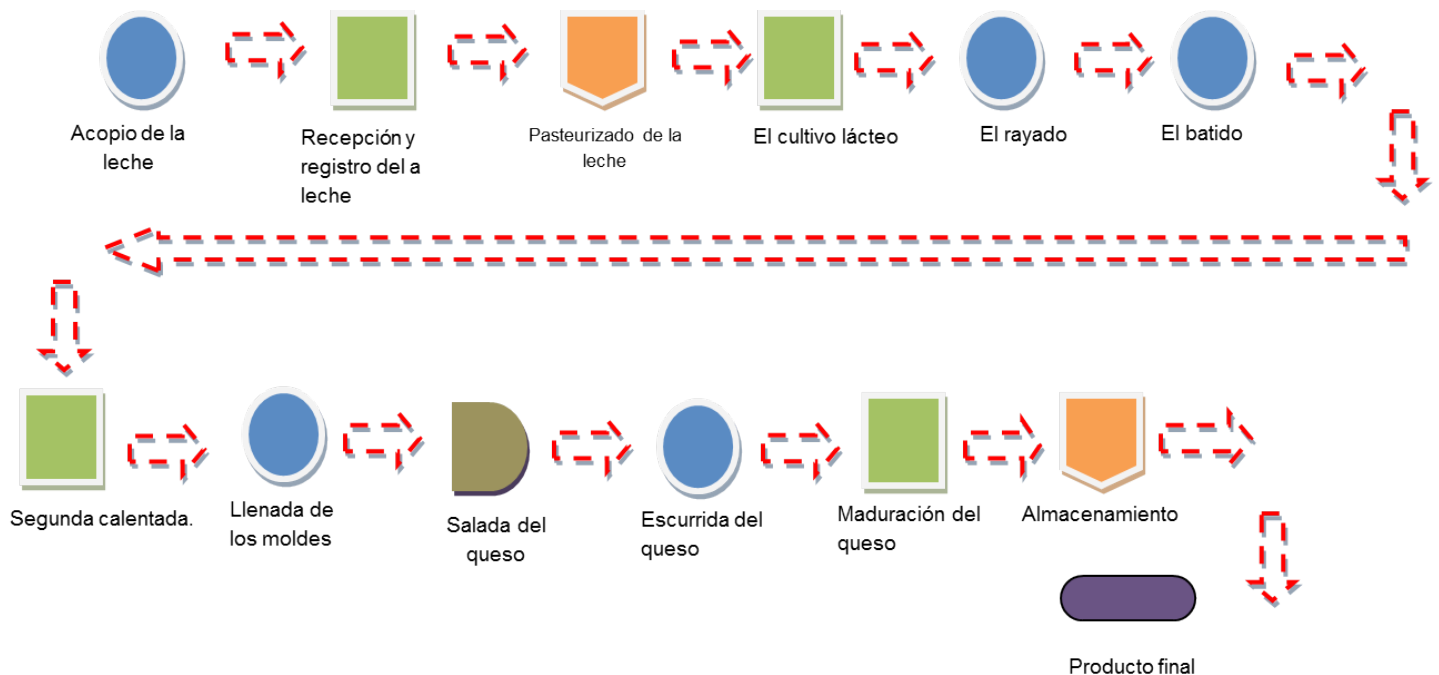 Acopio de la
leche
Recepción y
registro del a
leche
Pasteurizado de la
leche
El cultivo lácteo
El rayado
El batido
Segunda calentada.
Llenada de
los moldes
Salada del
queso
Escurrida del
queso
Maduración del
queso
Almacenamiento
Producto final